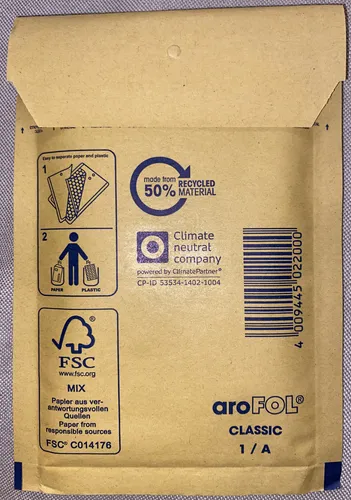 Easy to separate paper and plastic
1
2
PAPER PLASTIC
made from
50% RECYCLED
MATERIAL
Climate
neutral
company
powered by ClimatePartner®
CP-ID 53534-1402-1004
4 009445 022000
FSC
www.fsc.org
MIX
Papier aus ver-
antwortungsvollen
Quellen
Paper from
responsible sources
FSC® C014176
aroFOL®
CLASSIC
1 / A